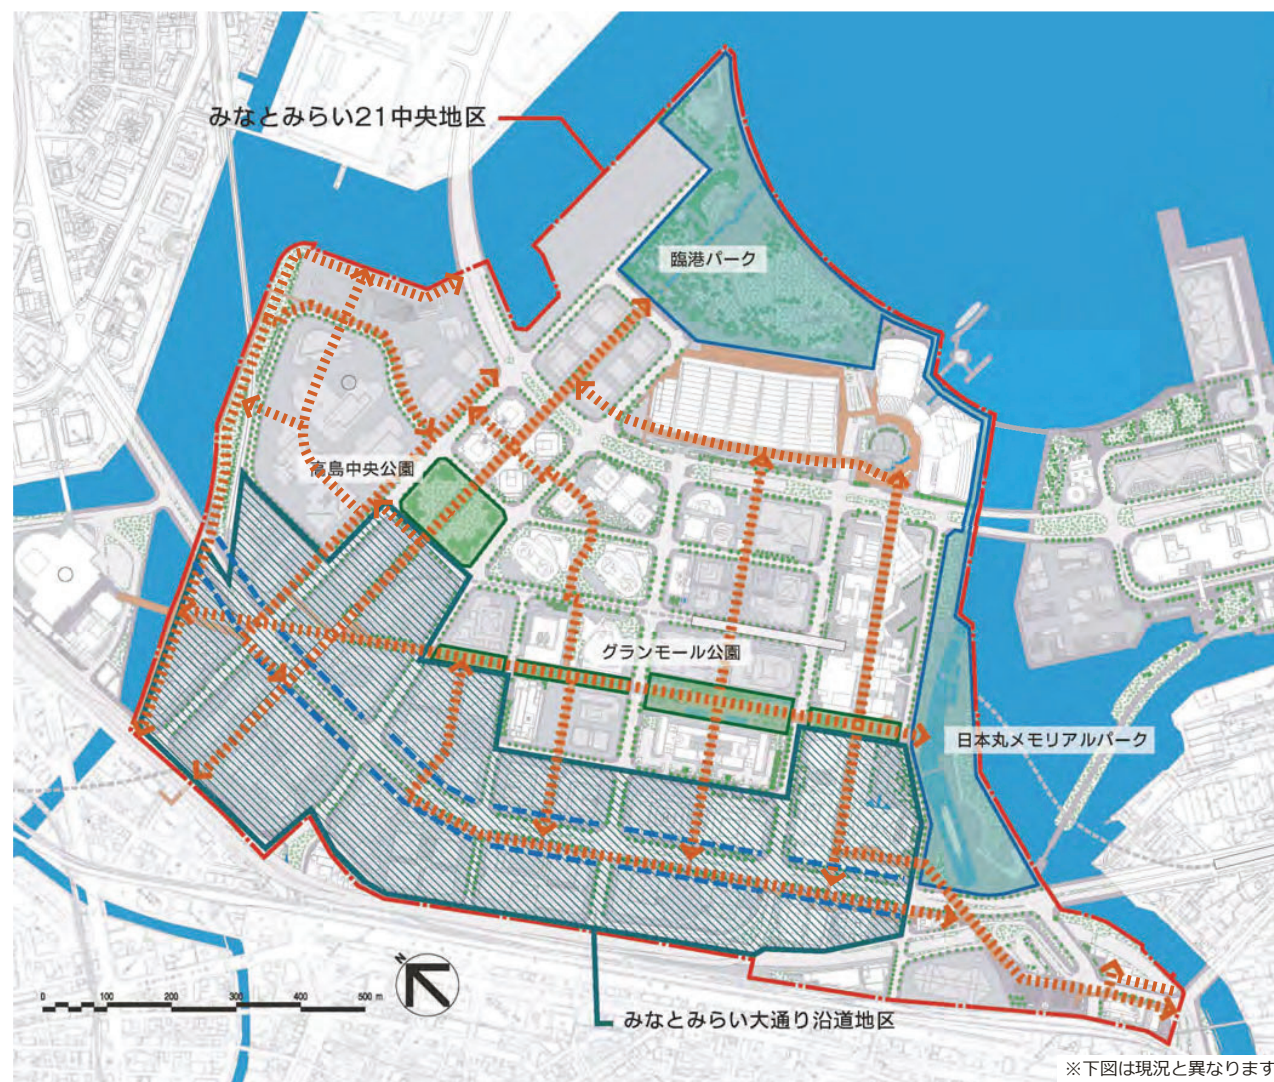 みなとみらい21中央地区
臨港パーク
高島中央公園
グランモール公園
日本丸メモリアルパーク
N
0 100 200 300 400 500 m
みなとみらい大通り沿道地区
※下図は現況と異なります